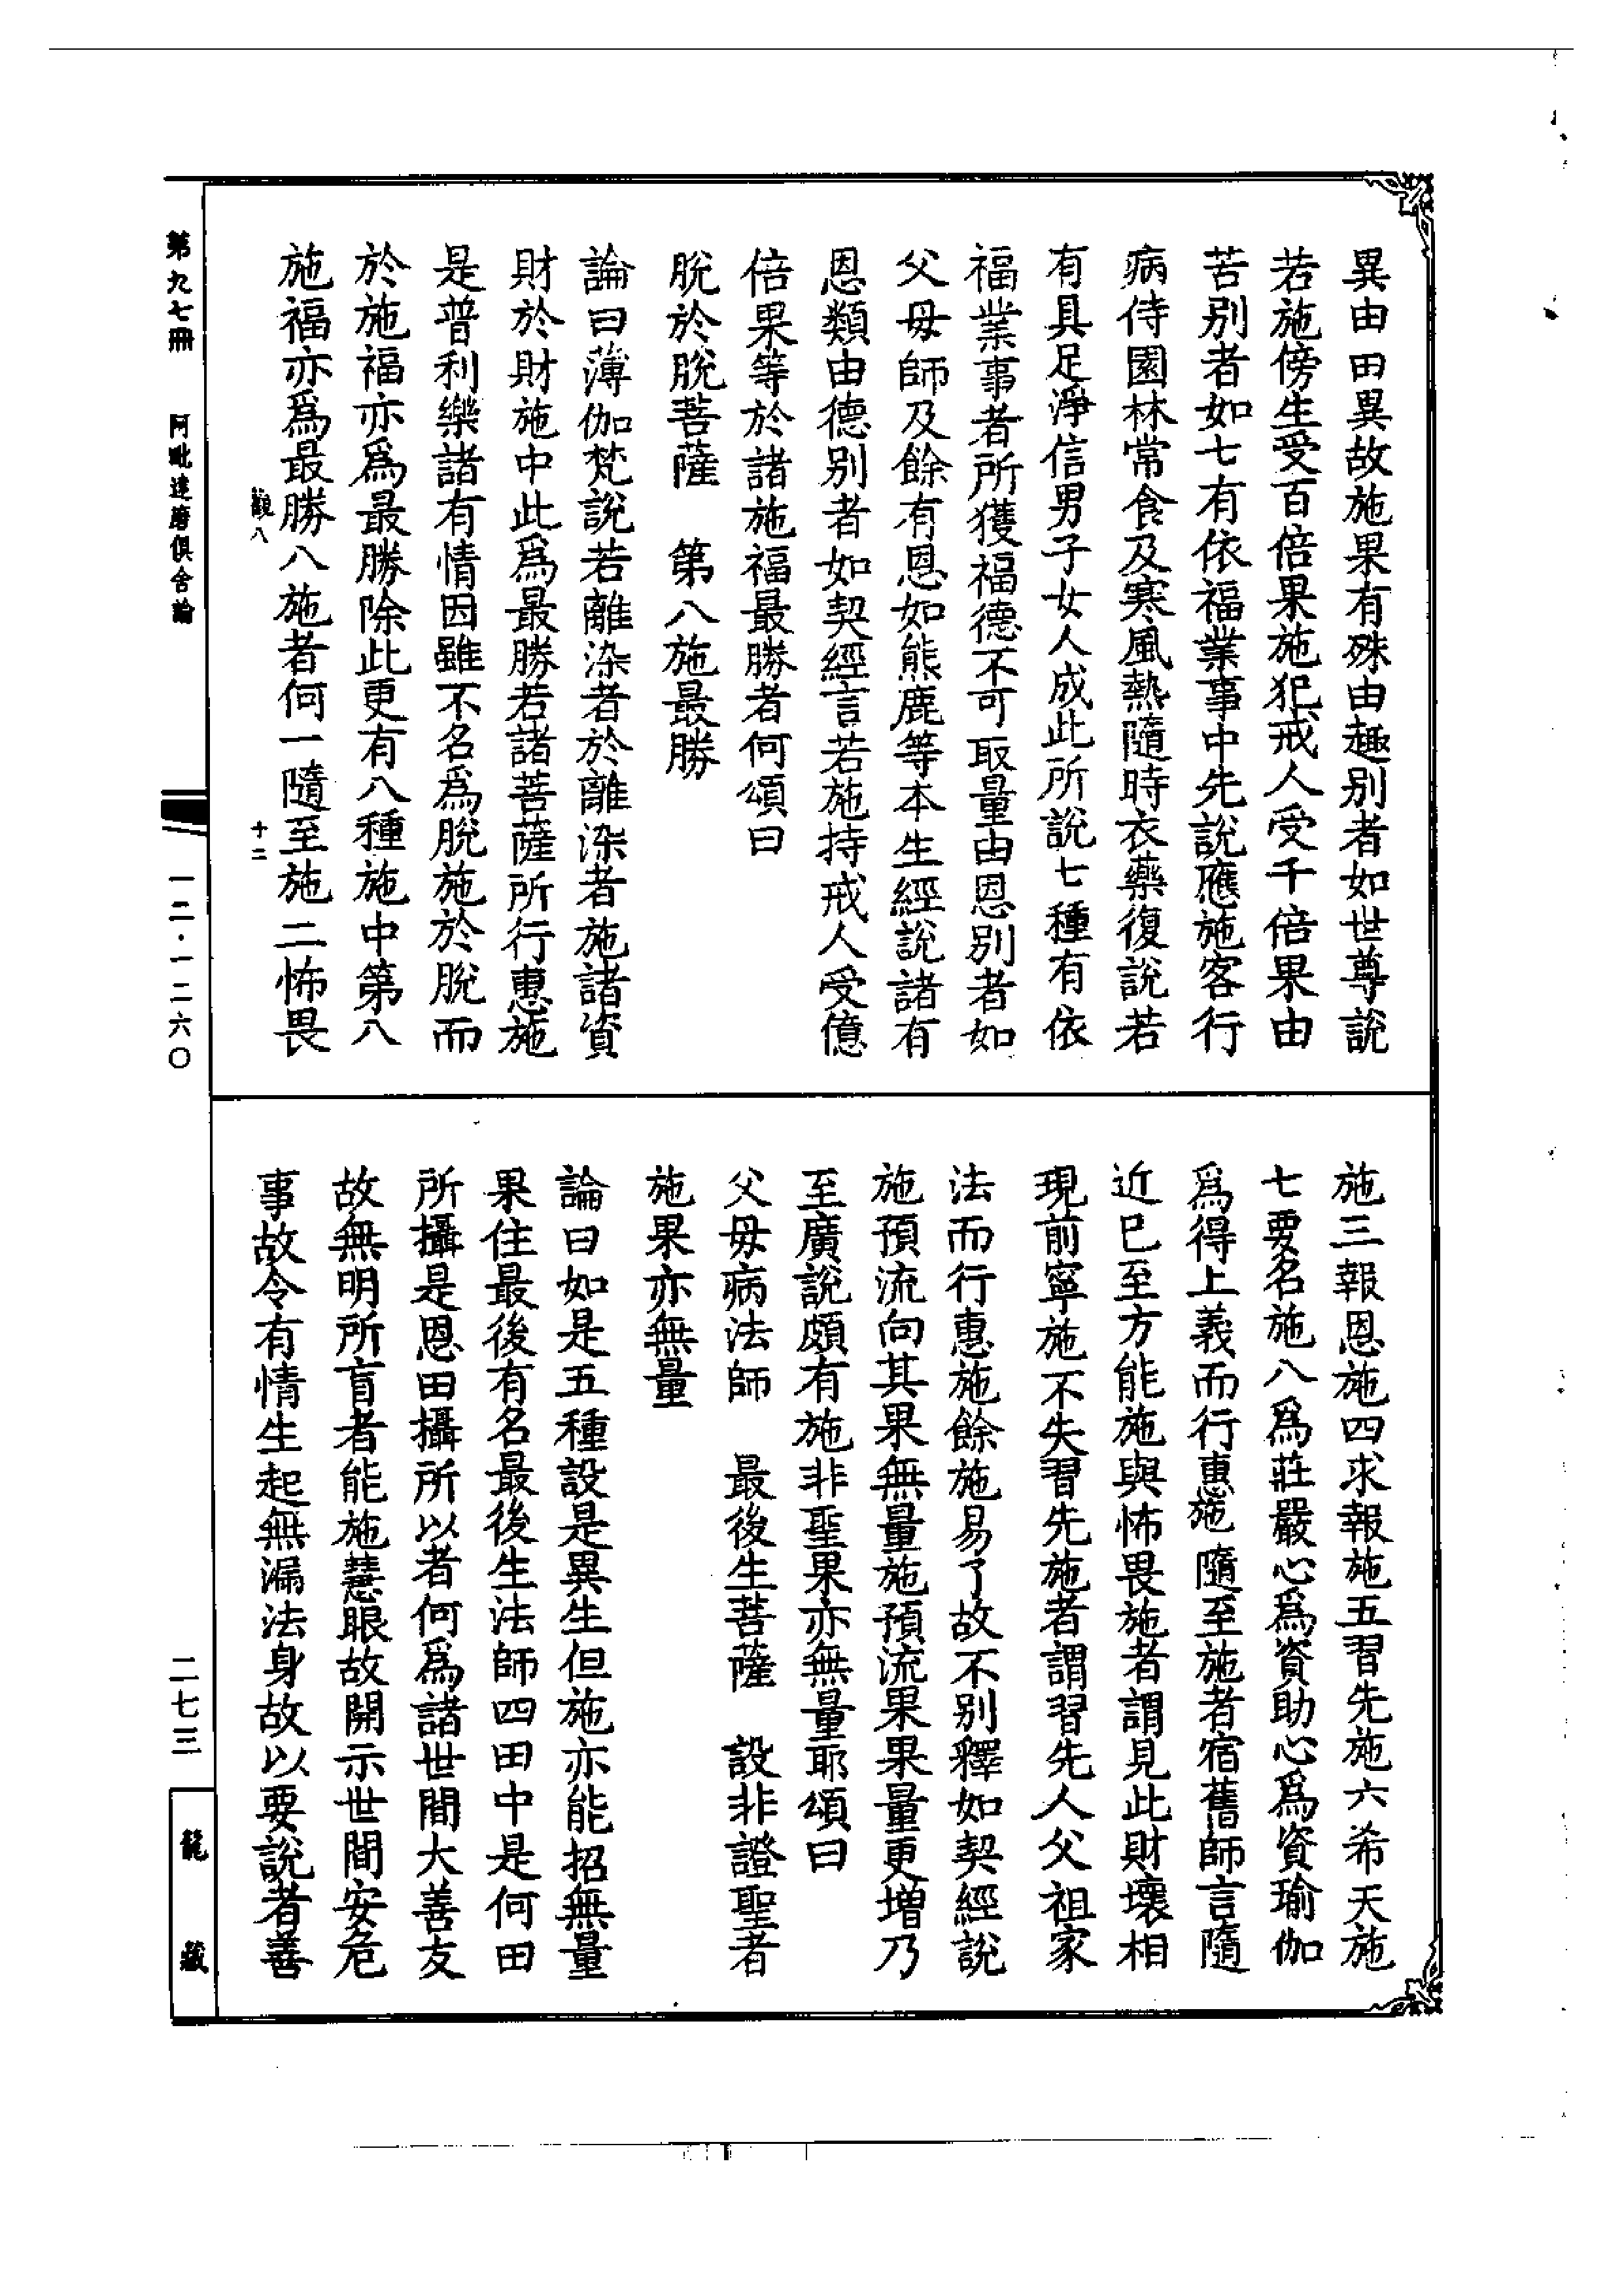 異由田異故施果有殊由趣別者如世尊說
若施傍生受百倍果施犯戒人受千倍果由
苦別者如七有依福業事中先說應施客行
病侍園林常食及寒風熱隨時衣藥復說若
有具足淨信男子女人成此所說七種有依
福業事者所獲福德不可取量由恩別者如
父母師及餘有恩如熊鹿等本生經說諸有
恩類由德別者如契經言若施持戒人受億
倍果等於諸施福最勝者何頌曰
脫於脫菩薩　第八施最勝
論曰薄伽梵說若離染者於離染者施諸資
財於財施中此為最勝若諸菩薩所行惠施
是普利樂諸有情因雖不名為脫施於脫而
於施福亦為最勝除此更有八種施中第八
施福亦為最勝八施者何一隨至施二怖畏
觀八　十二
施三報恩施四求報施五習先施六希天施
七要名施八為莊嚴心為資助心為資瑜伽
為得上義而行惠施隨至施者宿舊師言隨
近已至方能施與怖畏施者謂見此財壞相
現前寧施不失習先施者謂習先人父祖家
法而行惠施餘施易了故不別釋如契經說
施預流向其果無量施預流果果量更增乃
至廣說頗有施非聖果亦無量耶頌曰
父母病法師　最後生菩薩　設非證聖者
施果亦無量
論曰如是五種設是異生但施亦能招無量
果住最後有名最後生法師四田中是何田
所攝是恩田攝所以者何為諸世間大善友
故無明所盲者能施慧眼故開示世間安危
事故令有情生起無漏法身故以要說者善
第九七冊　阿毗達磨俱舍論　一二·一二六〇　二七三
龍藏